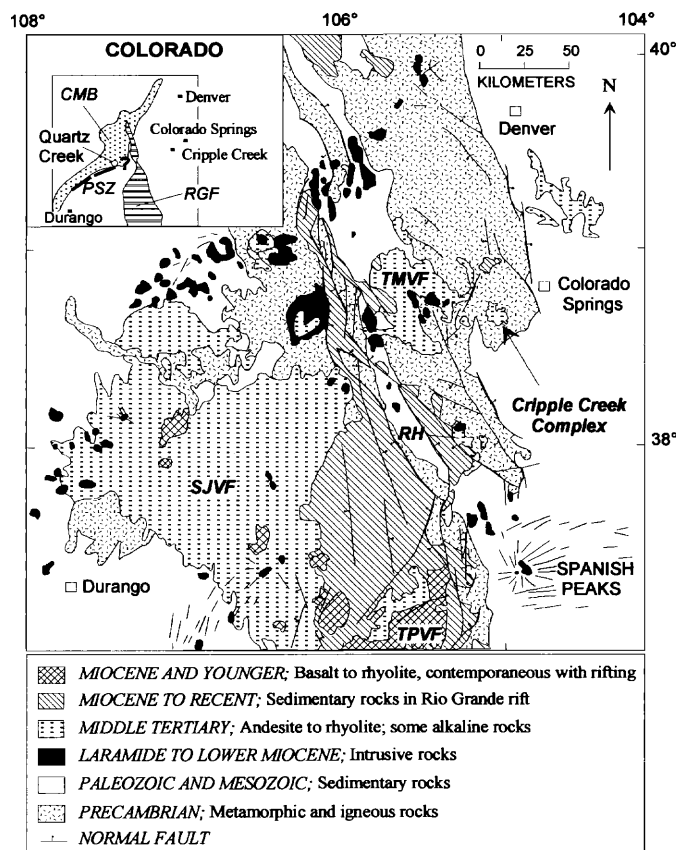 108°
106°
104°
COLORADO
CMB
Denver
Quartz
Creek
Colorado Springs
Cripple Creek
PSZ
RGF
Durango
40°
0 25 50
KILOMETERS
N
Denver
39°
TMVF
Colorado
Springs
Cripple Creek
Complex
RH
38°
SJVF
SPANISH
PEAKS
Durango
TPVF
MIOCENE AND YOUNGER; Basalt to rhyolite, contemporaneous with rifting
MIOCENE TO RECENT; Sedimentary rocks in Rio Grande rift
MIDDLE TERTIARY; Andesite to rhyolite; some alkaline rocks
LARAMIDE TO LOWER MIOCENE; Intrusive rocks
PALEOZOIC AND MESOZOIC; Sedimentary rocks
PRECAMBRIAN; Metamorphic and igneous rocks
NORMAL FAULT